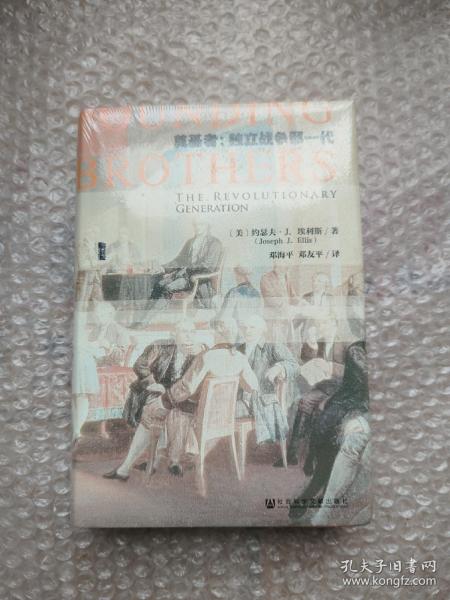 FOUNDING
奠基者：独立战争那一代
BROTHERS
THE REVOLUTIONARY
GENERATION
〔美〕约瑟夫·J. 埃利斯／著
(Joseph J. Ellis)
邓海平 邓友平／译
社会科学文献出版社
孔夫子旧书网
www.kongfz.com